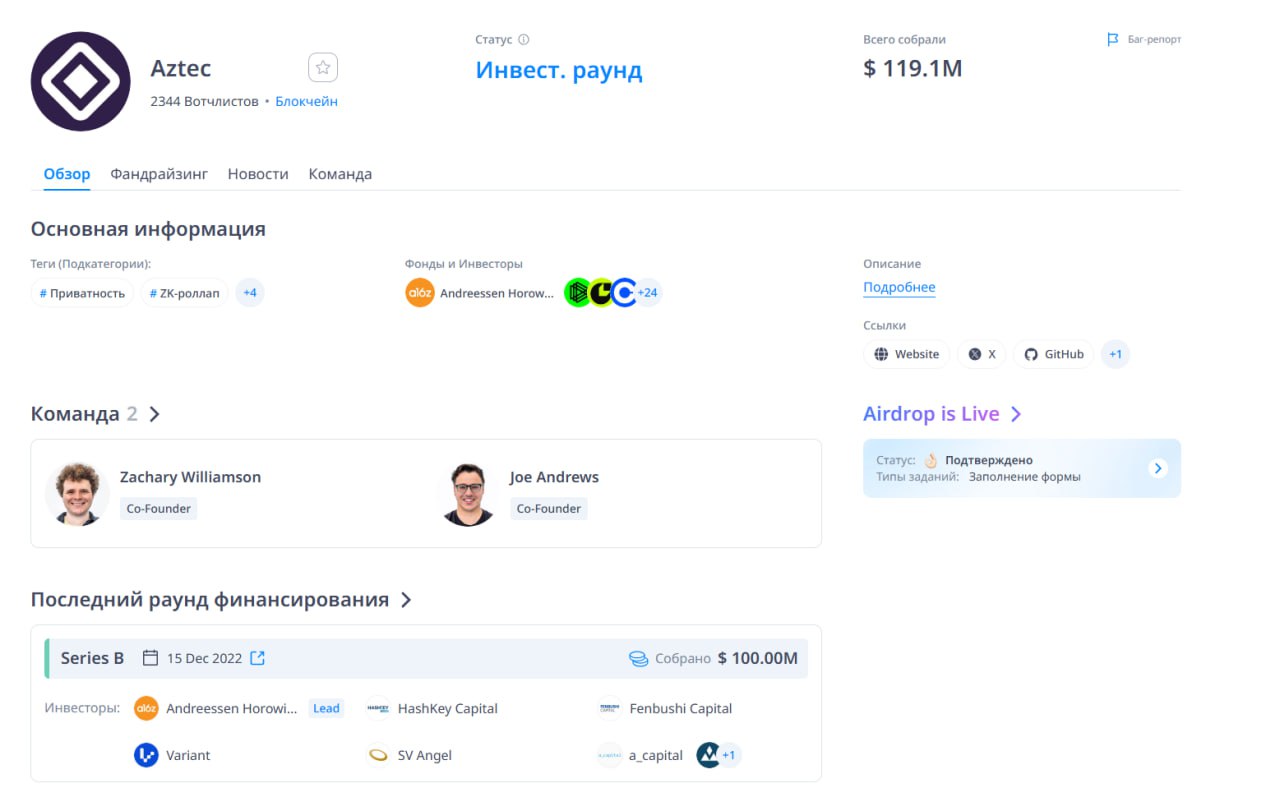 Aztec
2344 Вотчлистов • Блокчейн
Статус
Инвест. раунд
Всего собрали
$ 119.1M
Баг-репорт
Обзор Фандрайзинг Новости Команда
Основная информация
Теги (Подкатегории):
# Приватность # ZK-роллап +4
Фонды и Инвесторы
a16z Andreessen Horow... +24
Описание
Подробнее
Ссылки
Website X GitHub +1
Команда 2
Zachary Williamson
Co-Founder
Joe Andrews
Co-Founder
Airdrop is Live
Статус: Подтверждено
Типы заданий: Заполнение формы
Последний раунд финансирования
Series B 15 Dec 2022 Собрано $ 100.00M
Инвесторы: a16z Andreessen Horowi... Lead HashKey Capital Fenbushi Capital
Variant SV Angel a_capital a_capital +1